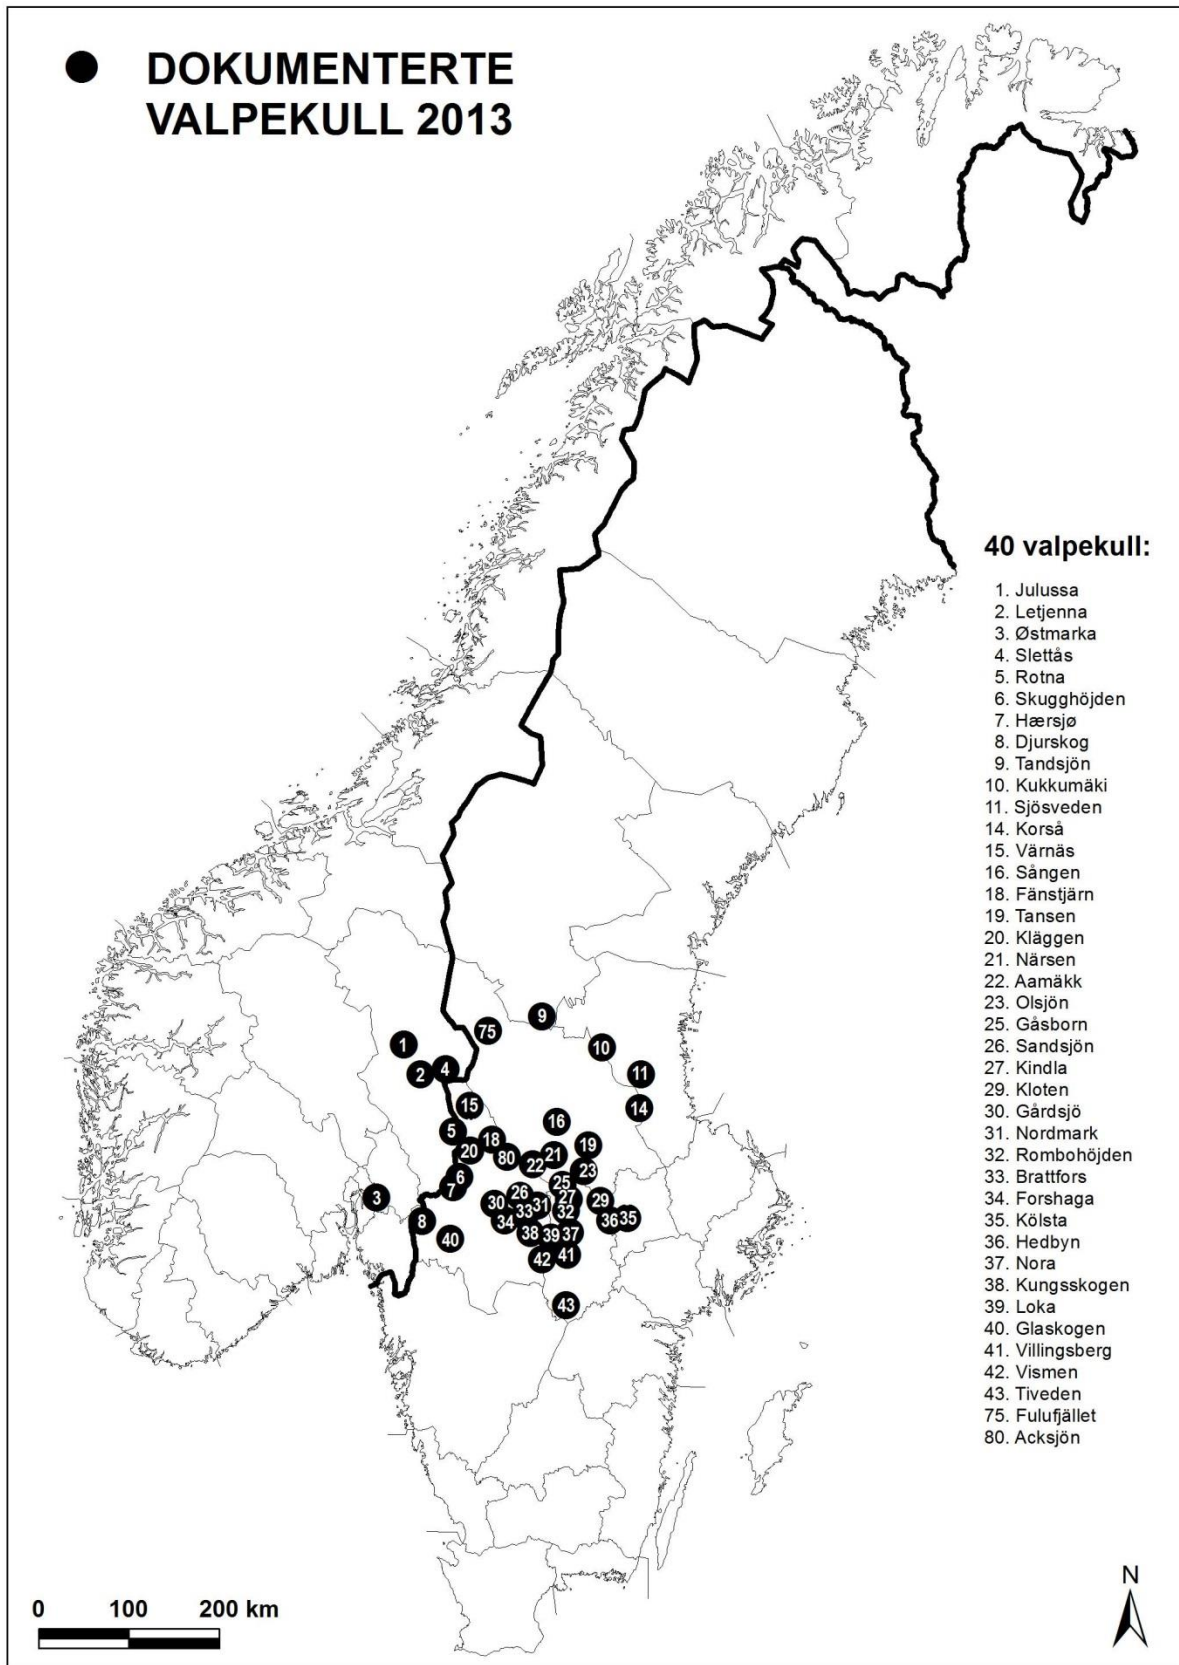 DOKUMENTERTE
VALPEKULL 2013
40 valpekull:
1. Julussa
2. Letjenna
3. Østmarka
4. Slettås
5. Rotna
6. Skugghöjden
7. Hærsjø
8. Djurskog
9. Tandsjön
10. Kukkumäki
11. Sjösveden
14. Korså
15. Värnäs
16. Sången
18. Fänstjärn
19. Tansen
20. Kläggen
21. Närsen
22. Aamäkk
23. Olsjön
25. Gåsborn
26. Sandsjön
27. Kindla
29. Kloten
30. Gårdsjö
31. Nordmark
32. Rombohöjden
33. Brattfors
34. Forshaga
35. Kölsta
36. Hedbyn
37. Nora
38. Kungsskogen
39. Loka
40. Glaskogen
41. Villingsberg
42. Vismen
43. Tiveden
75. Fulufjället
80. Acksjön
9
75
1
10
4
2
11
15
14
16
5
18
19
20
21
80
22
23
6
25
7
26
3
27
29
30
31
33
32
8
34
36
35
38
39
37
40
42
41
43
0 100 200 km
N